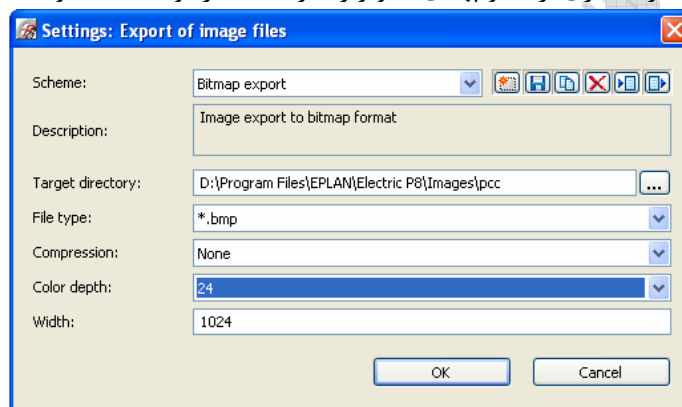 Settings: Export of image files
Scheme:
Bitmap export
Description:
Image export to bitmap format
Target directory:
D:\Program Files\EPLAN\Electric P8\Images\pcc
...
File type:
*.bmp
Compression:
None
Color depth:
24
Width:
1024
OK
Cancel